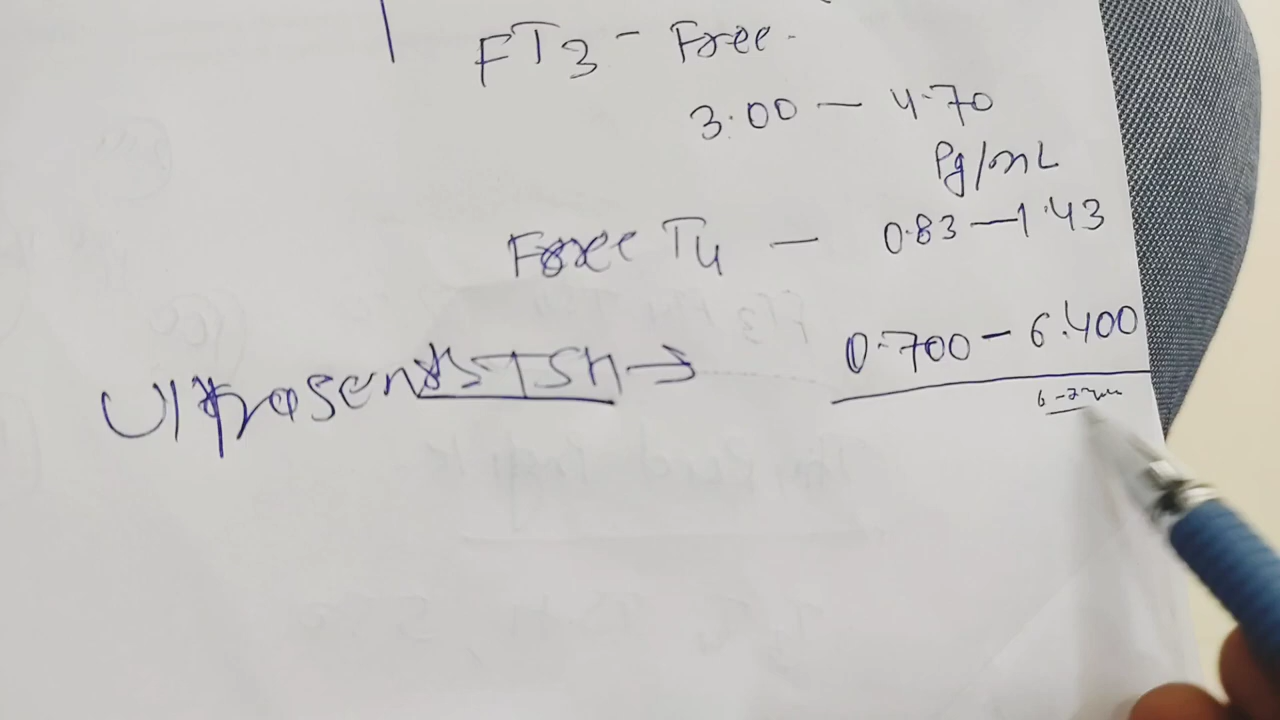 FT3 - Free.
3.00 - 4.70
Pg/mL
Free T4 - 0.83 - 1.43
Ultrasens TSH → 0.700 - 6.400